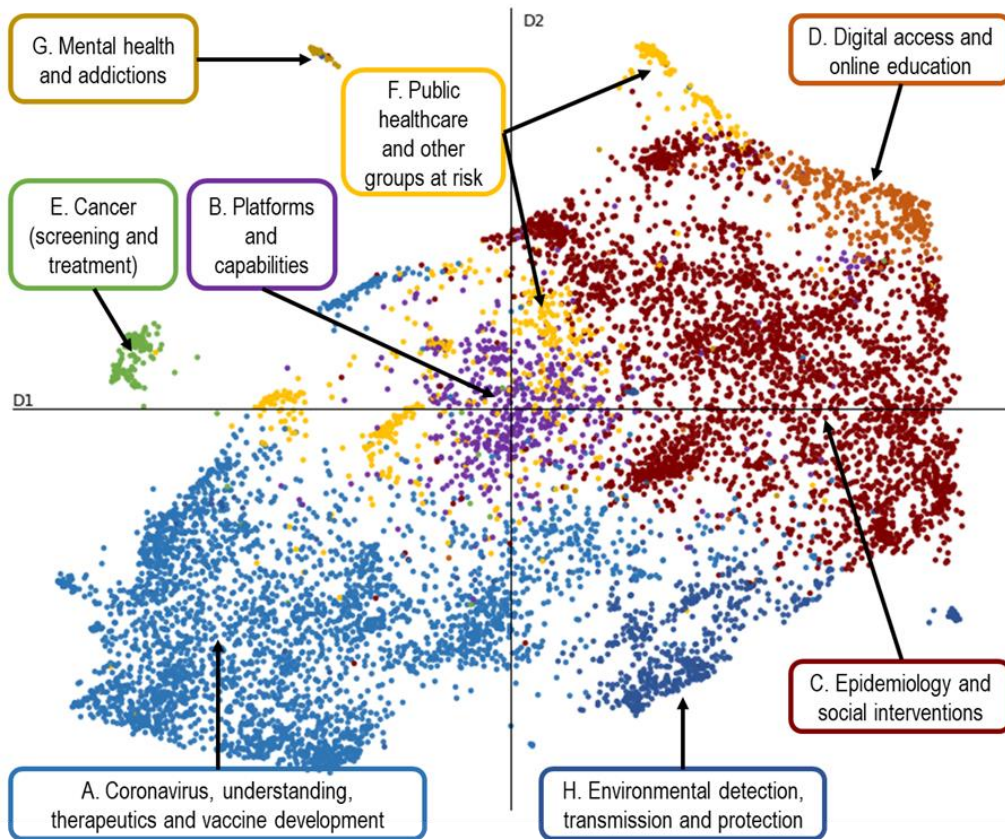 D2
G. Mental health
and addictions
D. Digital access and
online education
F. Public
healthcare
and other
groups at risk
E. Cancer
(screening and
treatment)
B. Platforms
and
capabilities
D1
C. Epidemiology and
social interventions
A. Coronavirus, understanding,
therapeutics and vaccine development
H. Environmental detection,
transmission and protection